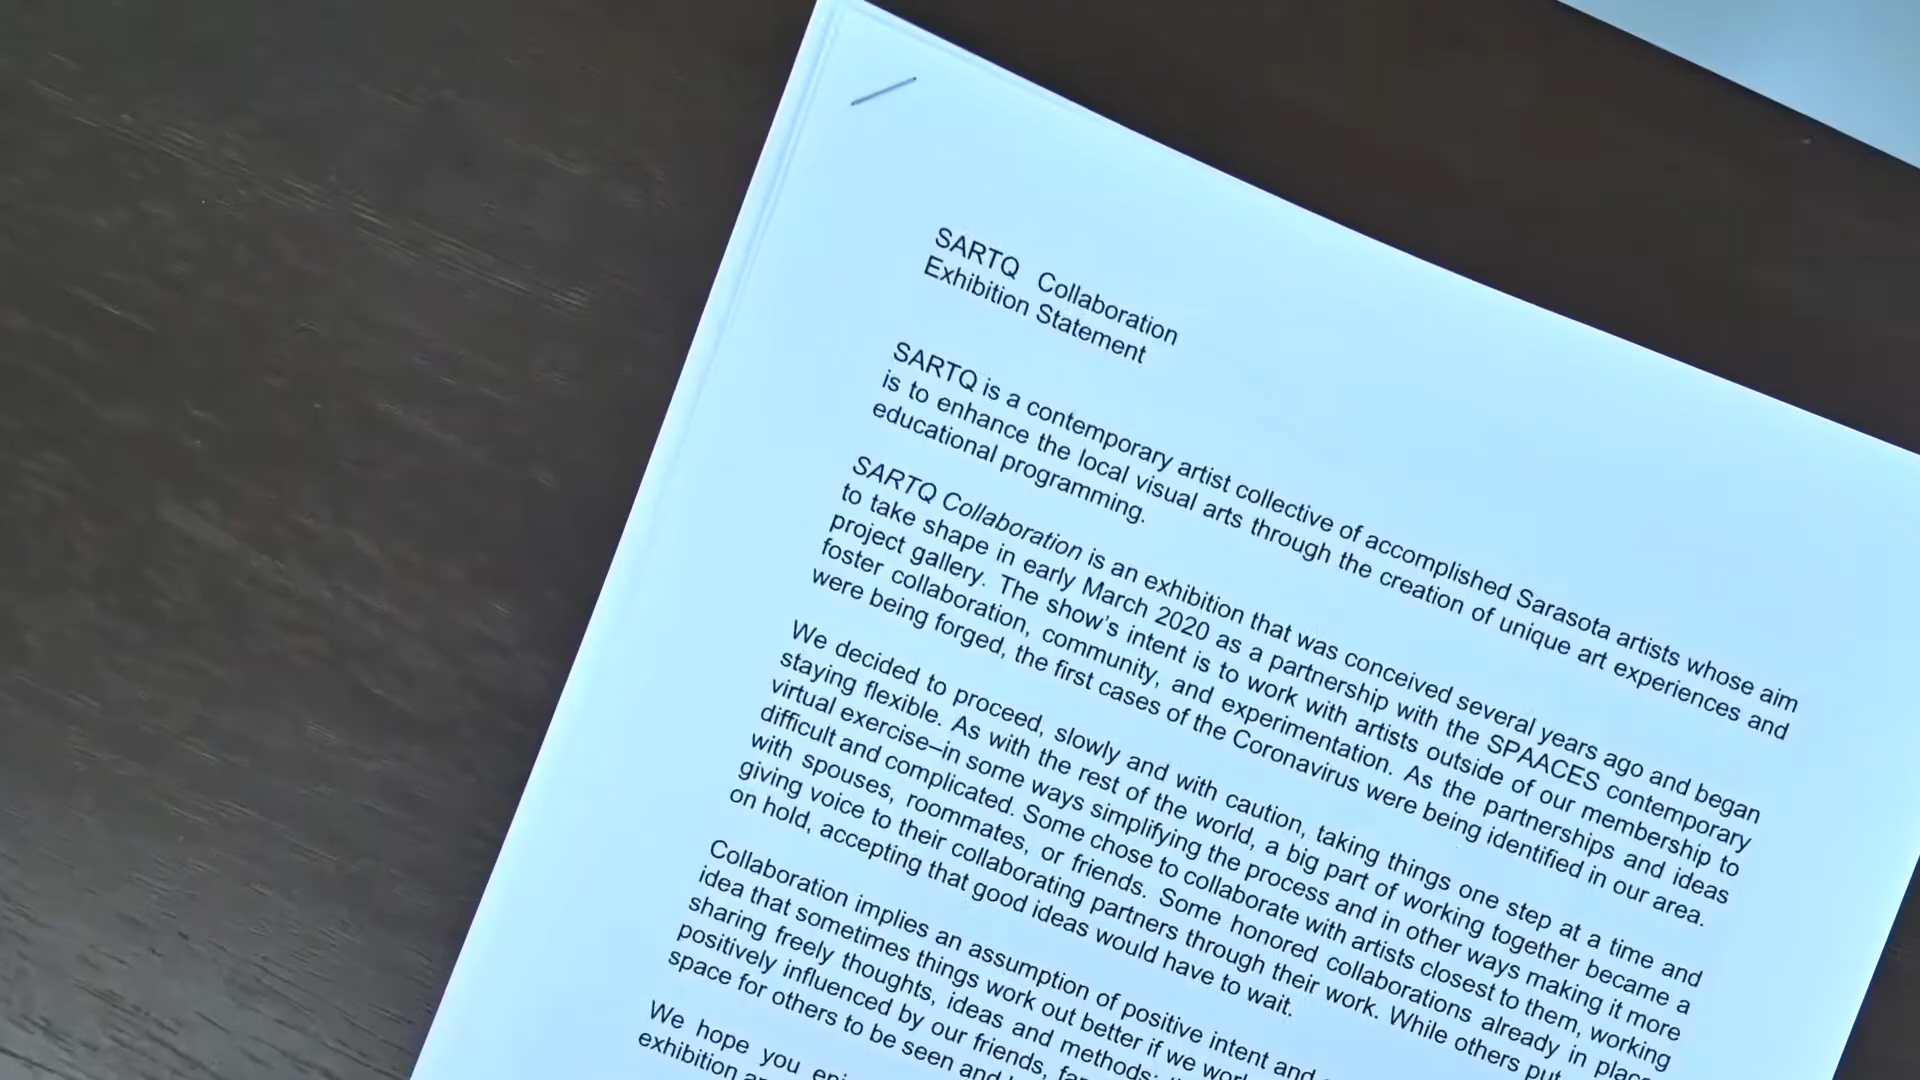 SARTQ Collaboration
Exhibition Statement
SARTQ is a contemporary artist collective of accomplished Sarasota artists whose aim
is to enhance the local visual arts through the creation of unique art experiences and
educational programming.
SARTQ Collaboration is an exhibition that was conceived several years ago and began
to take shape in early March 2020 as a partnership with the SPAACES contemporary
project gallery. The show's intent is to work with artists outside of our membership to
foster collaboration, community, and experimentation. As the partnerships and ideas
were being forged, the first cases of the Coronavirus were being identified in our area.
We decided to proceed, slowly and with caution, taking things one step at a time and
staying flexible. As with the rest of the world, a big part of working together became a
virtual exercise–in some ways simplifying the process and in other ways making it more
difficult and complicated. Some chose to collaborate with artists closest to them, working
with spouses, roommates, or friends. Some honored collaborations already in place
giving voice to their collaborating partners through their work. While others put
on hold, accepting that good ideas would have to wait.
Collaboration implies an assumption of positive intent and
idea that sometimes things work out better if we
sharing freely thoughts, ideas and methods;
positively influenced by our friends,
space for others to be seen and
We hope you
exhibition